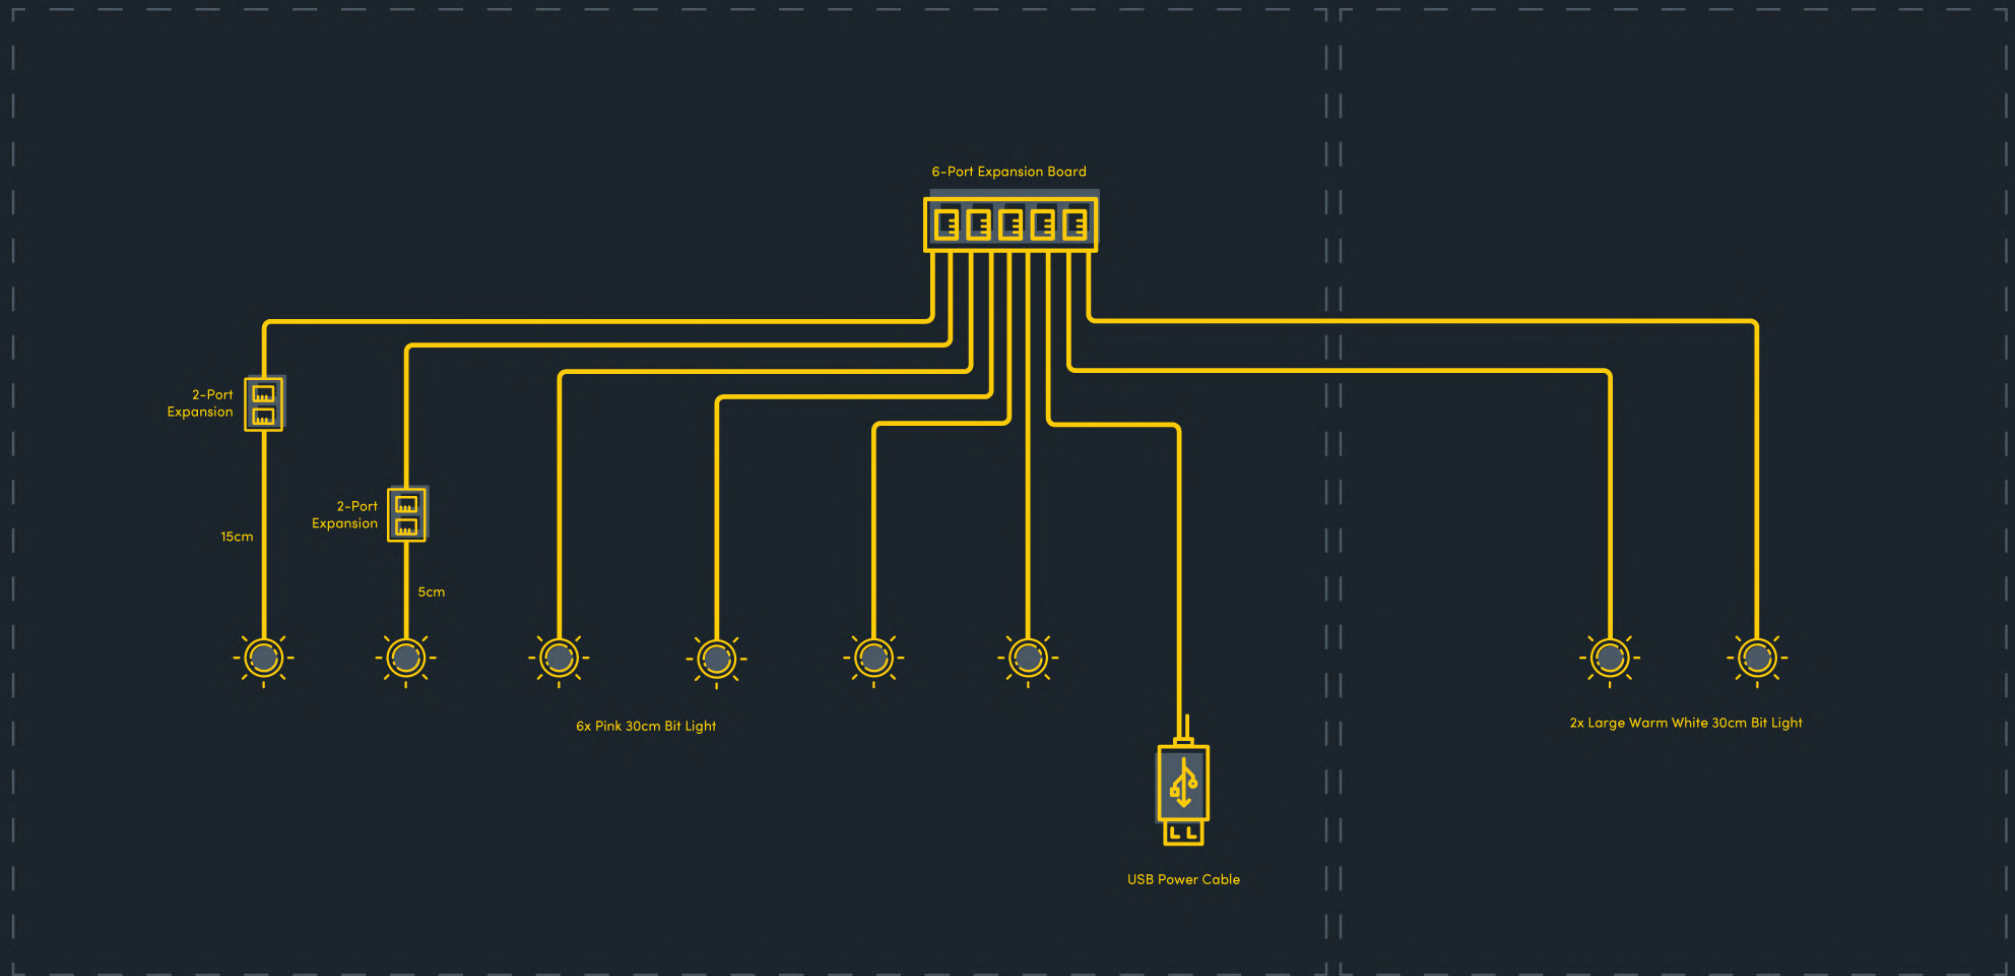 6-Port Expansion Board
2-Port
Expansion
2-Port
Expansion
15cm
5cm
6x Pink 30cm Bit Light
2x Large Warm White 30cm Bit Light
USB Power Cable